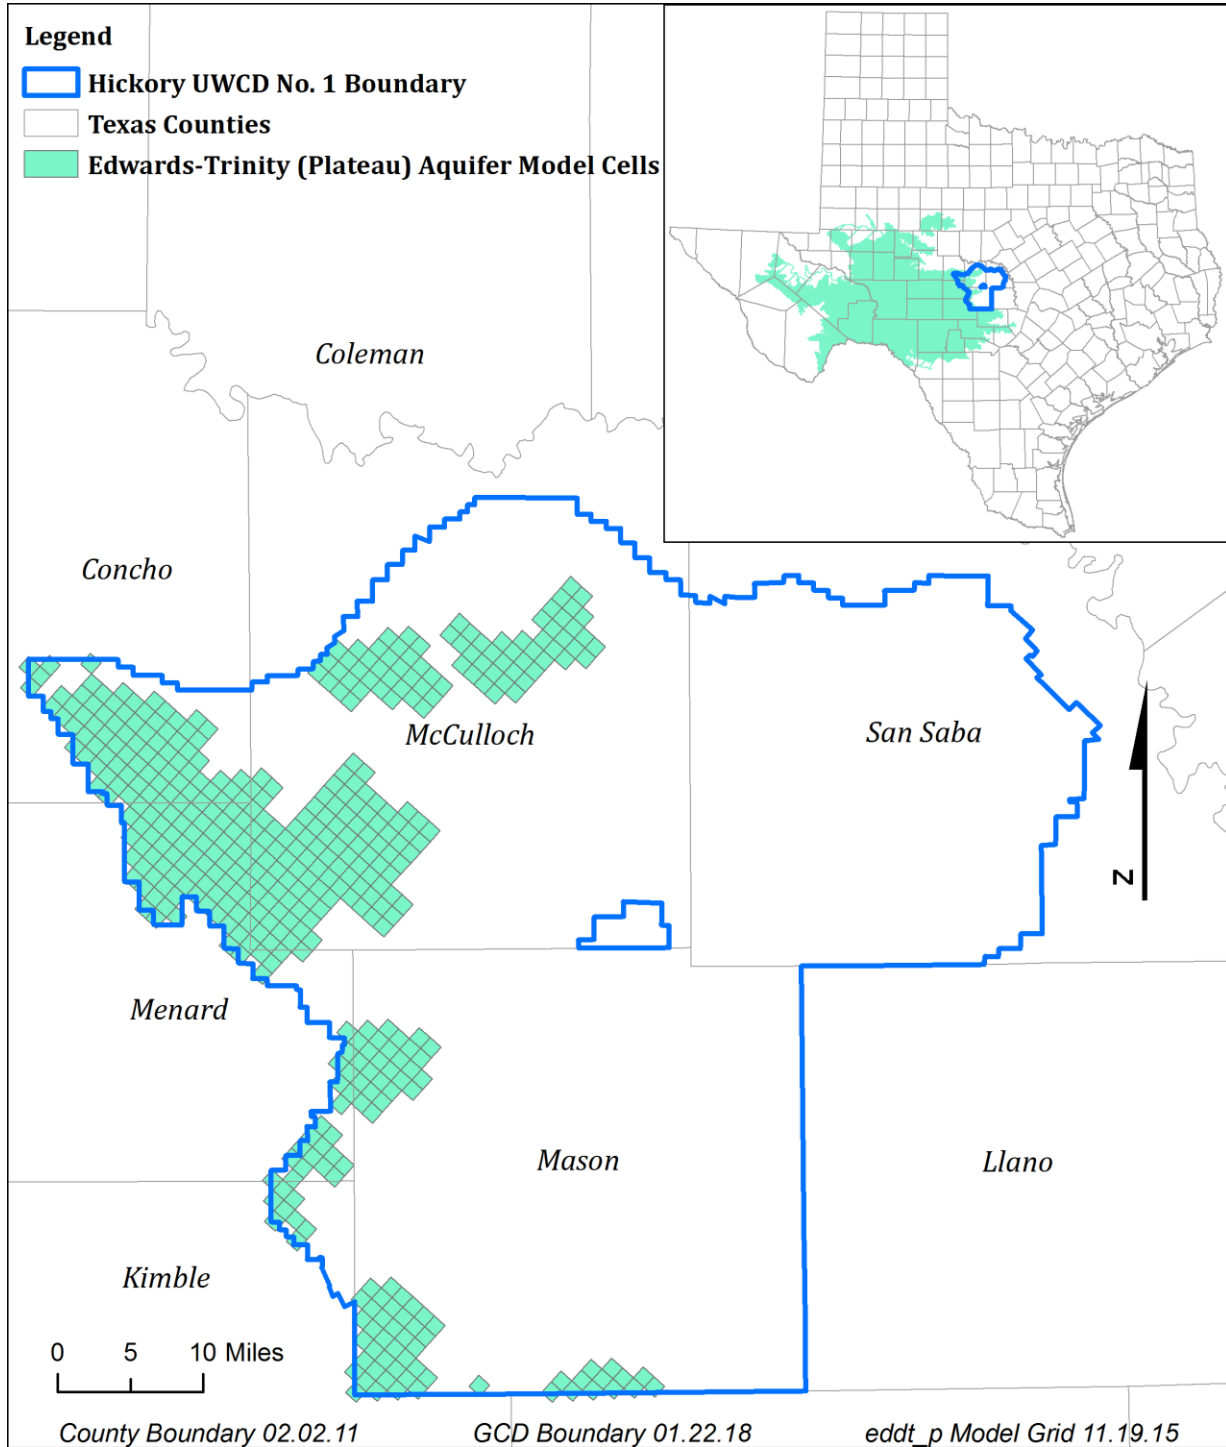 Legend
Hickory UWCD No. 1 Boundary
Texas Counties
Edwards-Trinity (Plateau) Aquifer Model Cells
Coleman
Concho
McCulloch
San Saba
N
Menard
Mason
Llano
Kimble
0 5 10 Miles
County Boundary 02.02.11 GCD Boundary 01.22.18 eddt_p Model Grid 11.19.15